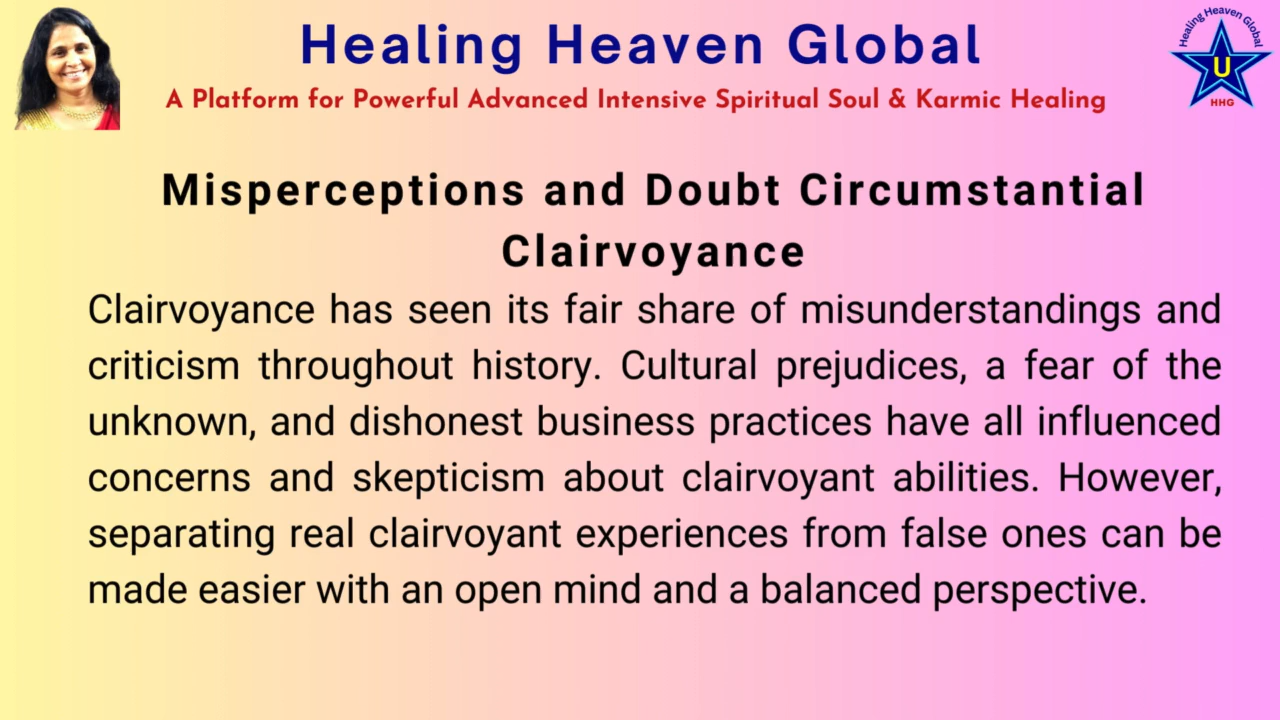 Healing Heaven Global
A Platform for Powerful Advanced Intensive Spiritual Soul & Karmic Healing
Healing Heaven Global
U
HHG
Misperceptions and Doubt Circumstantial
Clairvoyance
Clairvoyance has seen its fair share of misunderstandings and
criticism throughout history. Cultural prejudices, a fear of the
unknown, and dishonest business practices have all influenced
concerns and skepticism about clairvoyant abilities. However,
separating real clairvoyant experiences from false ones can be
made easier with an open mind and a balanced perspective.